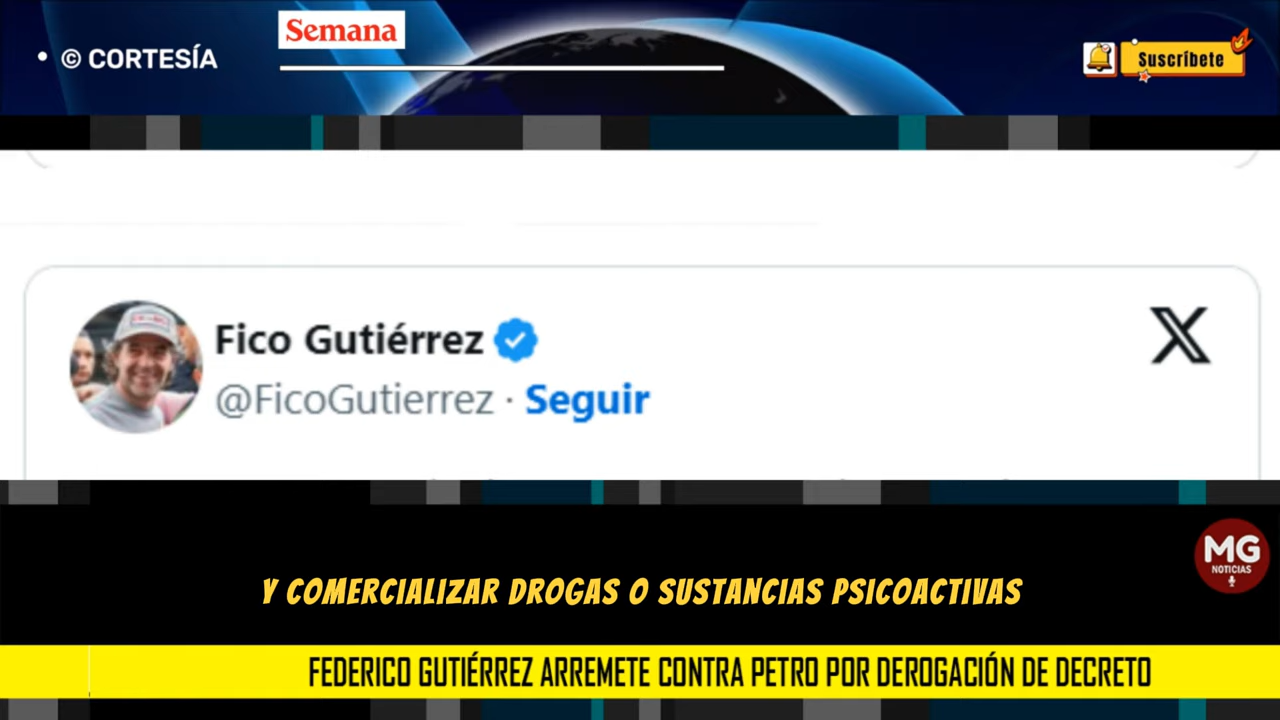 • © CORTESÍA
Semana
Suscríbete
Fico Gutiérrez
@FicoGutierrez · Seguir
MG
NOTICIAS
Y COMERCIALIZAR DROGAS O SUSTANCIAS PSICOACTIVAS
FEDERICO GUTIÉRREZ ARREMETE CONTRA PETRO POR DEROGACIÓN DE DECRETO